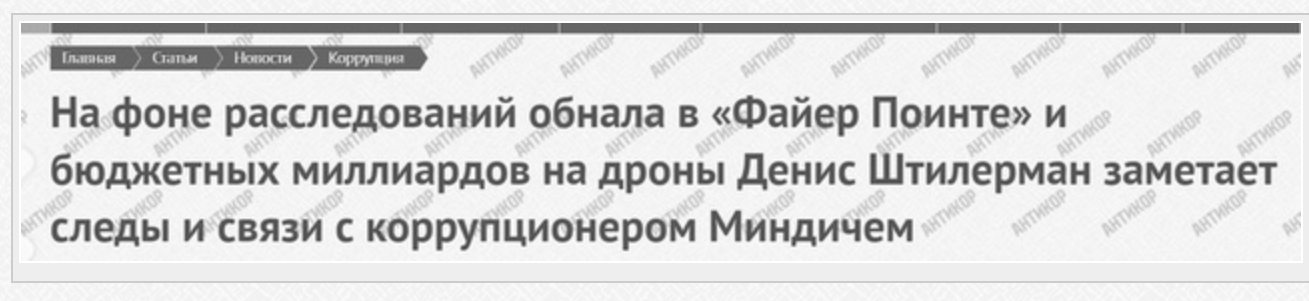 Главная Статьи Новости Коррупция
На фоне расследований обнала в «Файер Поинте» и
бюджетных миллиардов на дроны Денис Штилерман заметает
следы и связи с коррупционером Миндичем
АНТИКОР